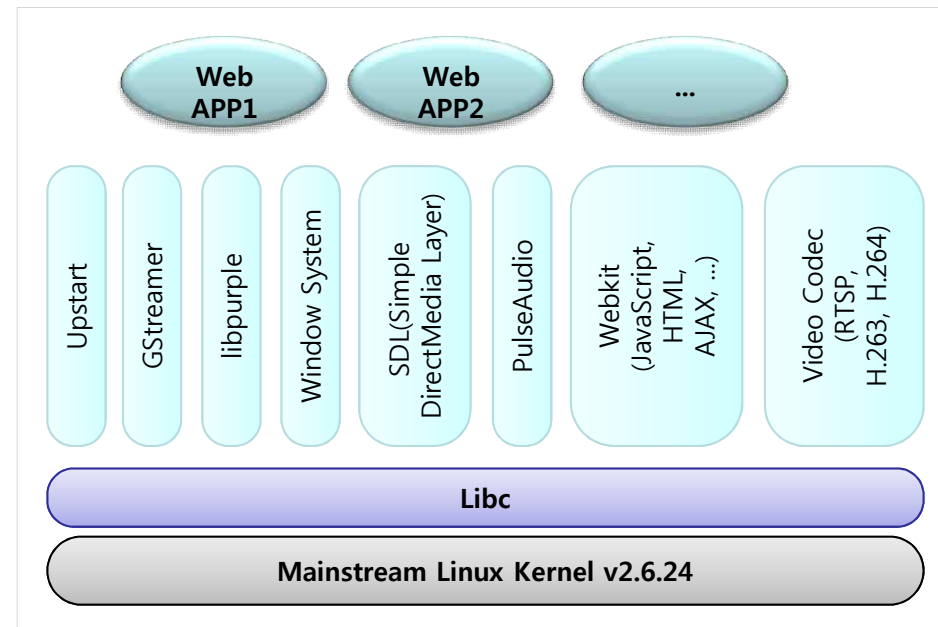 Web
APP1
Web
APP2
...
Upstart
GStreamer
libpurple
Window System
SDL(Simple
DirectMedia Layer)
PulseAudio
Webkit
(JavaScript,
HTML,
AJAX, ...)
Video Codec
(RTSP,
H.263, H.264)
Libc
Mainstream Linux Kernel v2.6.24